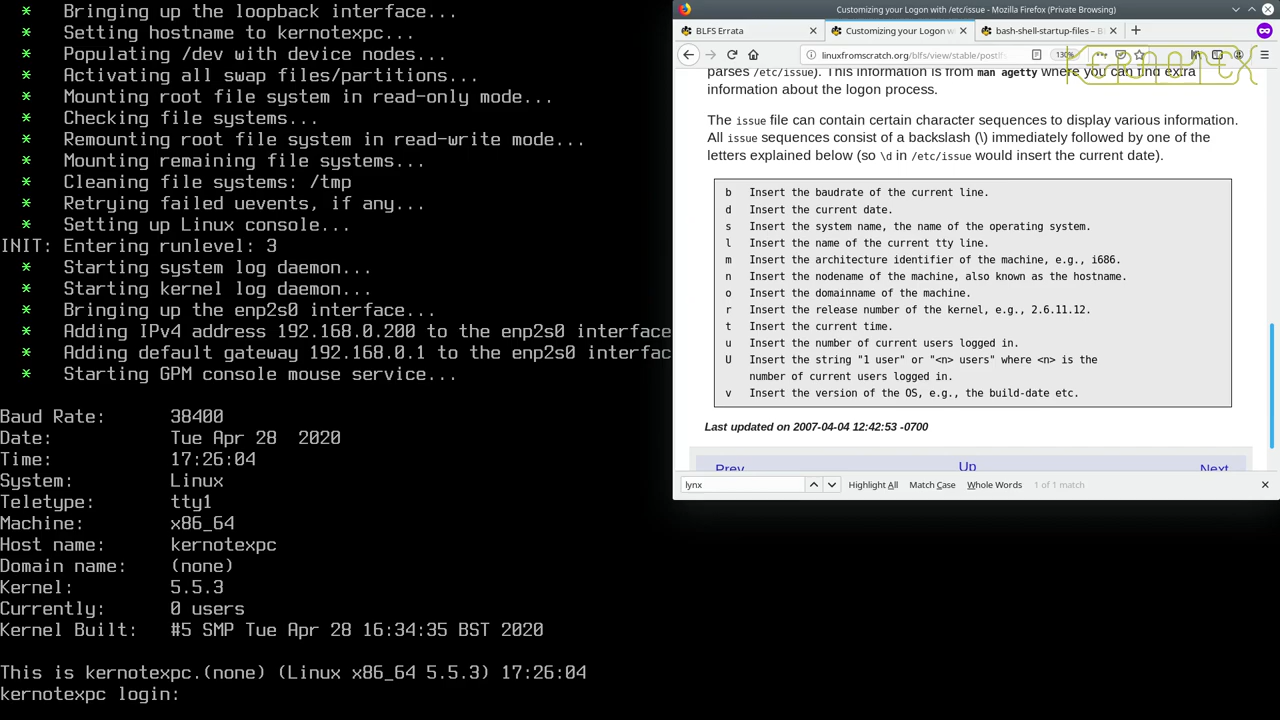 * Bringing up the loopback interface...
* Setting hostname to kernotexpc...
* Populating /dev with device nodes...
* Activating all swap files/partitions...
* Mounting root file system in read-only mode...
* Checking file systems...
* Remounting root file system in read-write mode...
* Mounting remaining file systems...
* Cleaning file systems: /tmp
* Retrying failed uevents, if any...
* Setting up Linux console...
INIT: Entering runlevel: 3
* Starting system log daemon...
* Starting kernel log daemon...
* Bringing up the enp2s0 interface...
* Adding IPv4 address 192.168.0.200 to the enp2s0 interface
* Adding default gateway 192.168.0.1 to the enp2s0 interfac
* Starting GPM console mouse service...
Baud Rate: 38400
Date: Tue Apr 28  2020
Time: 17:26:04
System: Linux
Teletype: tty1
Machine: x86_64
Host name: kernotexpc
Domain name: (none)
Kernel: 5.5.3
Currently: 0 users
Kernel Built: #5 SMP Tue Apr 28 16:34:35 BST 2020
This is kernotexpc.(none) (Linux x86_64 5.5.3) 17:26:04
kernotexpc login:
Customizing your Logon with /etc/issue - Mozilla Firefox (Private Browsing)
BLFS Errata
Customizing your Logon w
bash-shell-startup-files – Bl
linuxfromscratch.org/blfs/view/stable/postlf
130%
KERNOTEX
parses /etc/issue). This information is from man agetty where you can find extra
information about the logon process.
The issue file can contain certain character sequences to display various information.
All issue sequences consist of a backslash (\) immediately followed by one of the
letters explained below (so \d in /etc/issue would insert the current date).
b Insert the baudrate of the current line.
d Insert the current date.
s Insert the system name, the name of the operating system.
l Insert the name of the current tty line.
m Insert the architecture identifier of the machine, e.g., i686.
n Insert the nodename of the machine, also known as the hostname.
o Insert the domainname of the machine.
r Insert the release number of the kernel, e.g., 2.6.11.12.
t Insert the current time.
u Insert the number of current users logged in.
U Insert the string "1 user" or "<n> users" where <n> is the
number of current users logged in.
v Insert the version of the OS, e.g., the build-date etc.
Last updated on 2007-04-04 12:42:53 -0700
Prev Up Next
lynx
Highlight All Match Case Whole Words 1 of 1 match